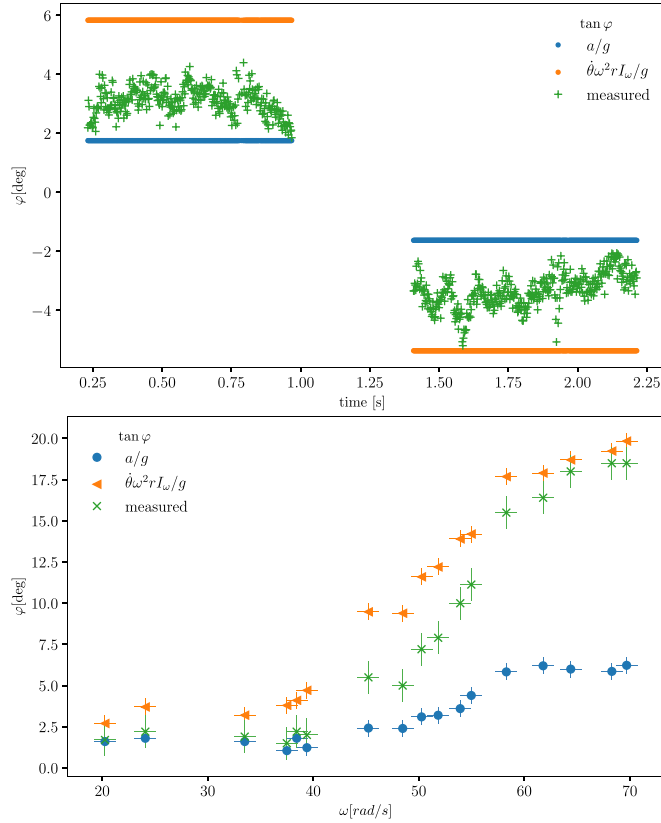 6
4
2
0
−2
−4
φ[deg]
tan φ
a/g
θ̇ω²rI_ω/g
measured
0.25 0.50 0.75 1.00 1.25 1.50 1.75 2.00 2.25
time [s]
20.0
17.5
15.0
12.5
10.0
7.5
5.0
2.5
0.0
φ[deg]
tan φ
a/g
θ̇ω²rI_ω/g
measured
20 30 40 50 60 70
ω[rad/s]